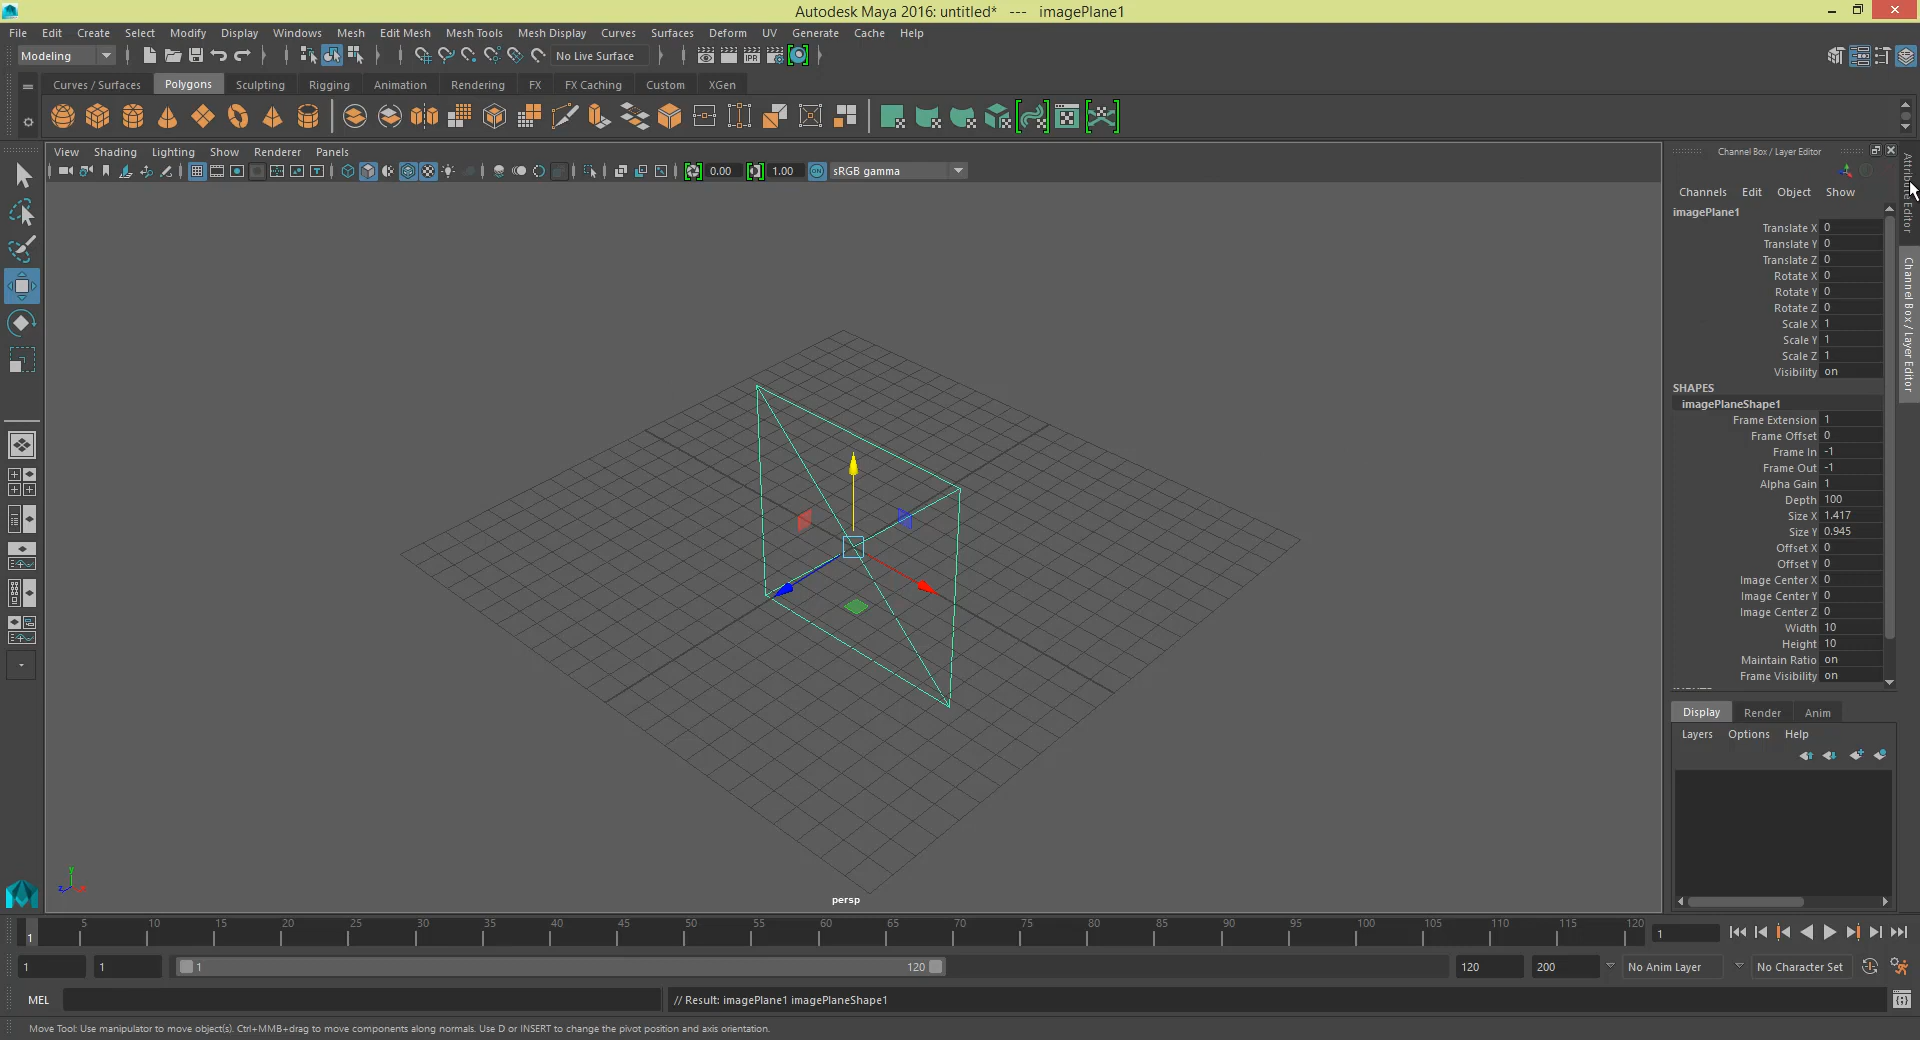 Autodesk Maya 2016: untitled* --- imagePlane1
File Edit Create Select Modify Display Windows Mesh Edit Mesh Mesh Tools Mesh Display Curves Surfaces Deform UV Generate Cache Help
Modeling No Live Surface IPR
Curves / Surfaces Polygons Sculpting Rigging Animation Rendering FX FX Caching Custom XGen
View Shading Lighting Show Renderer Panels
0.00 1.00 ON sRGB gamma
Channel Box / Layer Editor
Channels Edit Object Show
imagePlane1
Translate X 0
Translate Y 0
Translate Z 0
Rotate X 0
Rotate Y 0
Rotate Z 0
Scale X 1
Scale Y 1
Scale Z 1
Visibility on
SHAPES
imagePlaneShape1
Frame Extension 1
Frame Offset 0
Frame In -1
Frame Out -1
Alpha Gain 1
Depth 100
Size X 1.417
Size Y 0.945
Offset X 0
Offset Y 0
Image Center X 0
Image Center Y 0
Image Center Z 0
Width 10
Height 10
Maintain Ratio on
Frame Visibility on
Attribute Editor
Channel Box / Layer Editor
Display Render Anim
Layers Options Help
y
z
persp
5 10 15 20 25 30 35 40 45 50 55 60 65 70 75 80 85 90 95 100 105 110 115 120
1 1
1 1 1 120 120 200 No Anim Layer No Character Set
MEL // Result: imagePlane1 imagePlaneShape1
Move Tool: Use manipulator to move object(s). Ctrl+MMB+drag to move components along normals. Use D or INSERT to change the pivot position and axis orientation.